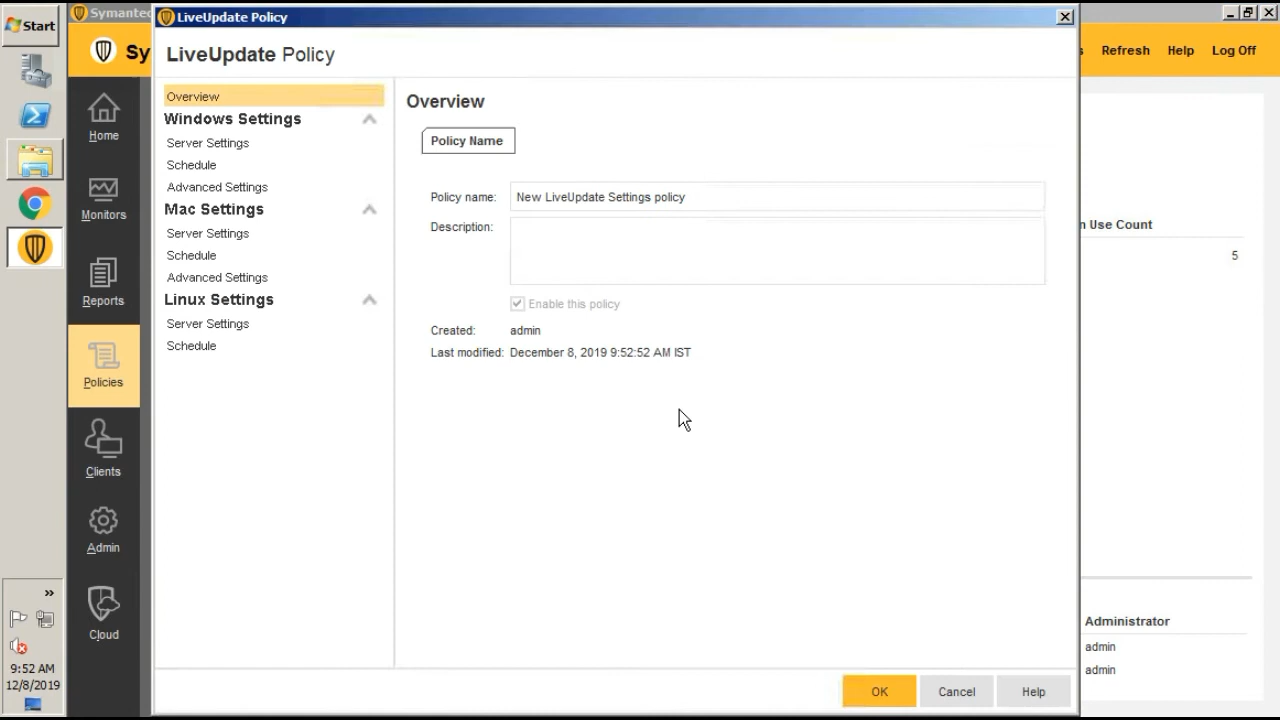 Start
Symantec
LiveUpdate Policy
Sy
LiveUpdate Policy
Refresh
Help
Log Off
Home
Monitors
Reports
Policies
Clients
Admin
Cloud
Overview
Windows Settings
Server Settings
Schedule
Advanced Settings
Mac Settings
Server Settings
Schedule
Advanced Settings
Linux Settings
Server Settings
Schedule
Overview
Policy Name
Policy name: New LiveUpdate Settings policy
Description:
Enable this policy
Created: admin
Last modified: December 8, 2019 9:52:52 AM IST
n Use Count
5
Administrator
admin
admin
OK
Cancel
Help
9:52 AM
12/8/2019